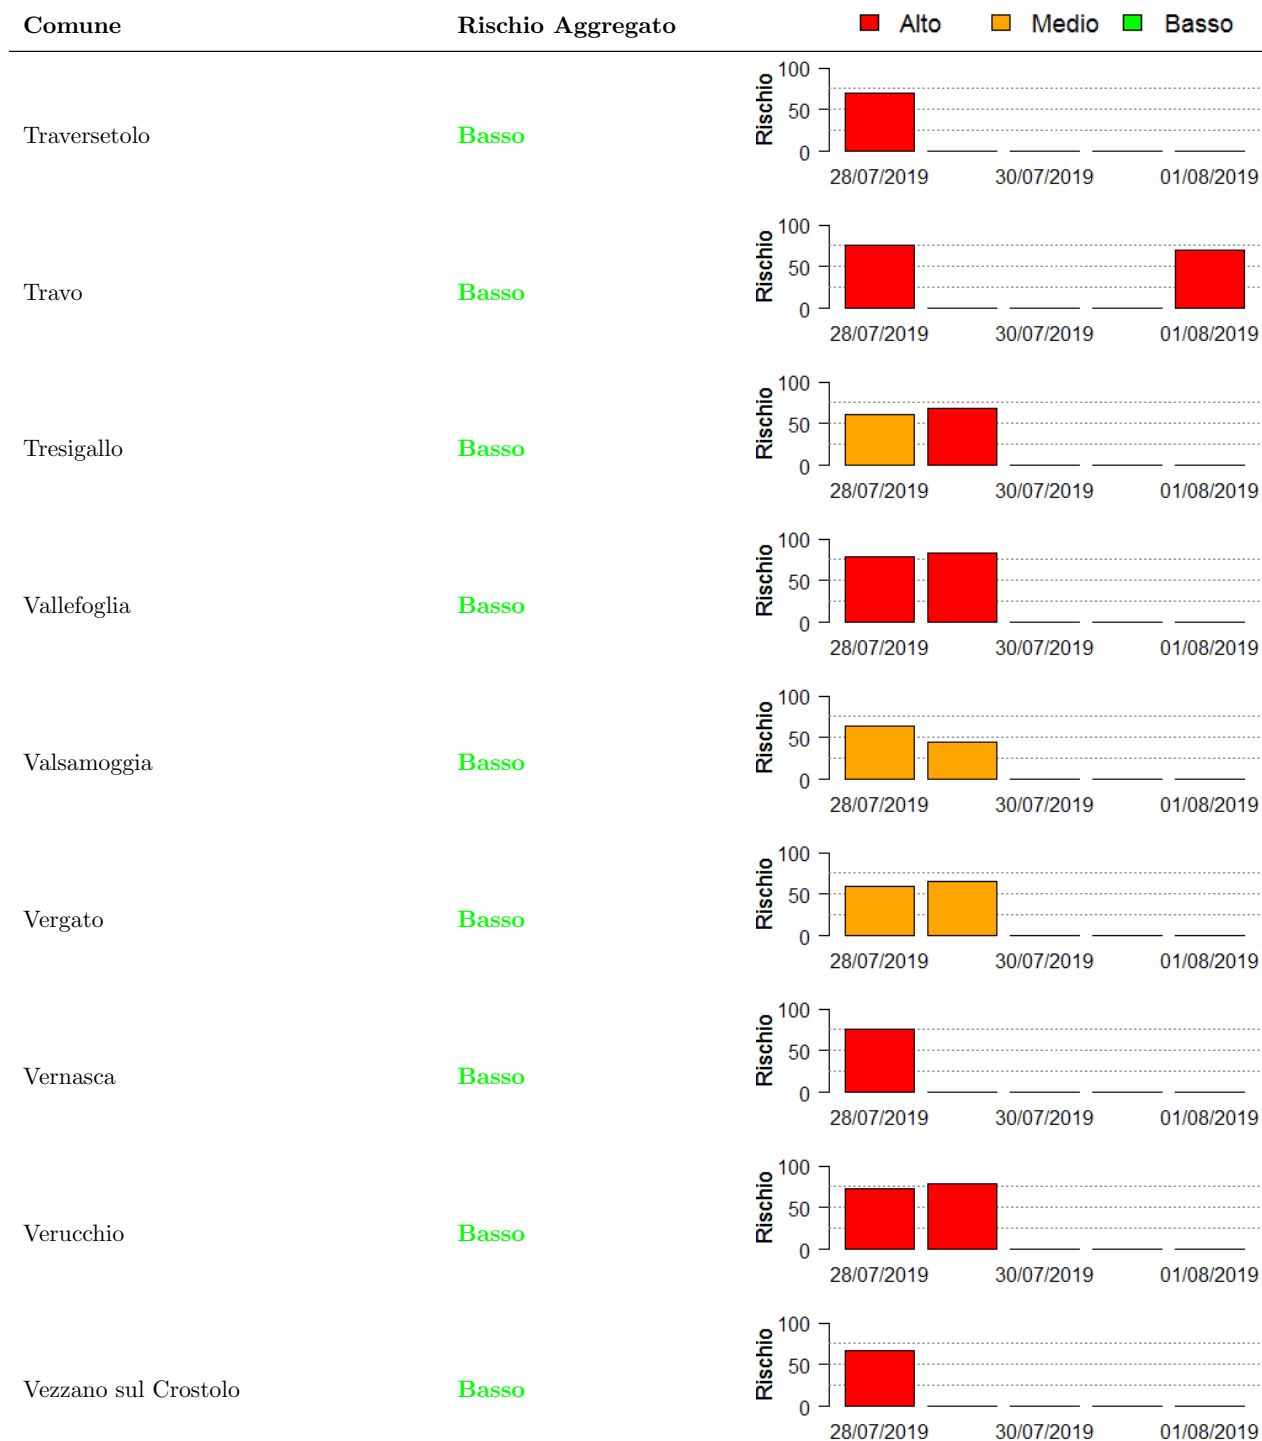 Comune Rischio Aggregato Alto Medio Basso
100
50
0
Rischio
Traversetolo Basso
28/07/2019 30/07/2019 01/08/2019
100
50
0
Rischio
Travo Basso
28/07/2019 30/07/2019 01/08/2019
100
50
0
Rischio
Tresigallo Basso
28/07/2019 30/07/2019 01/08/2019
100
50
0
Rischio
Vallefoglia Basso
28/07/2019 30/07/2019 01/08/2019
100
50
0
Rischio
Valsamoggia Basso
28/07/2019 30/07/2019 01/08/2019
100
50
0
Rischio
Vergato Basso
28/07/2019 30/07/2019 01/08/2019
100
50
0
Rischio
Vernasca Basso
28/07/2019 30/07/2019 01/08/2019
100
50
0
Rischio
Verucchio Basso
28/07/2019 30/07/2019 01/08/2019
100
50
0
Rischio
Vezzano sul Crostolo Basso
28/07/2019 30/07/2019 01/08/2019